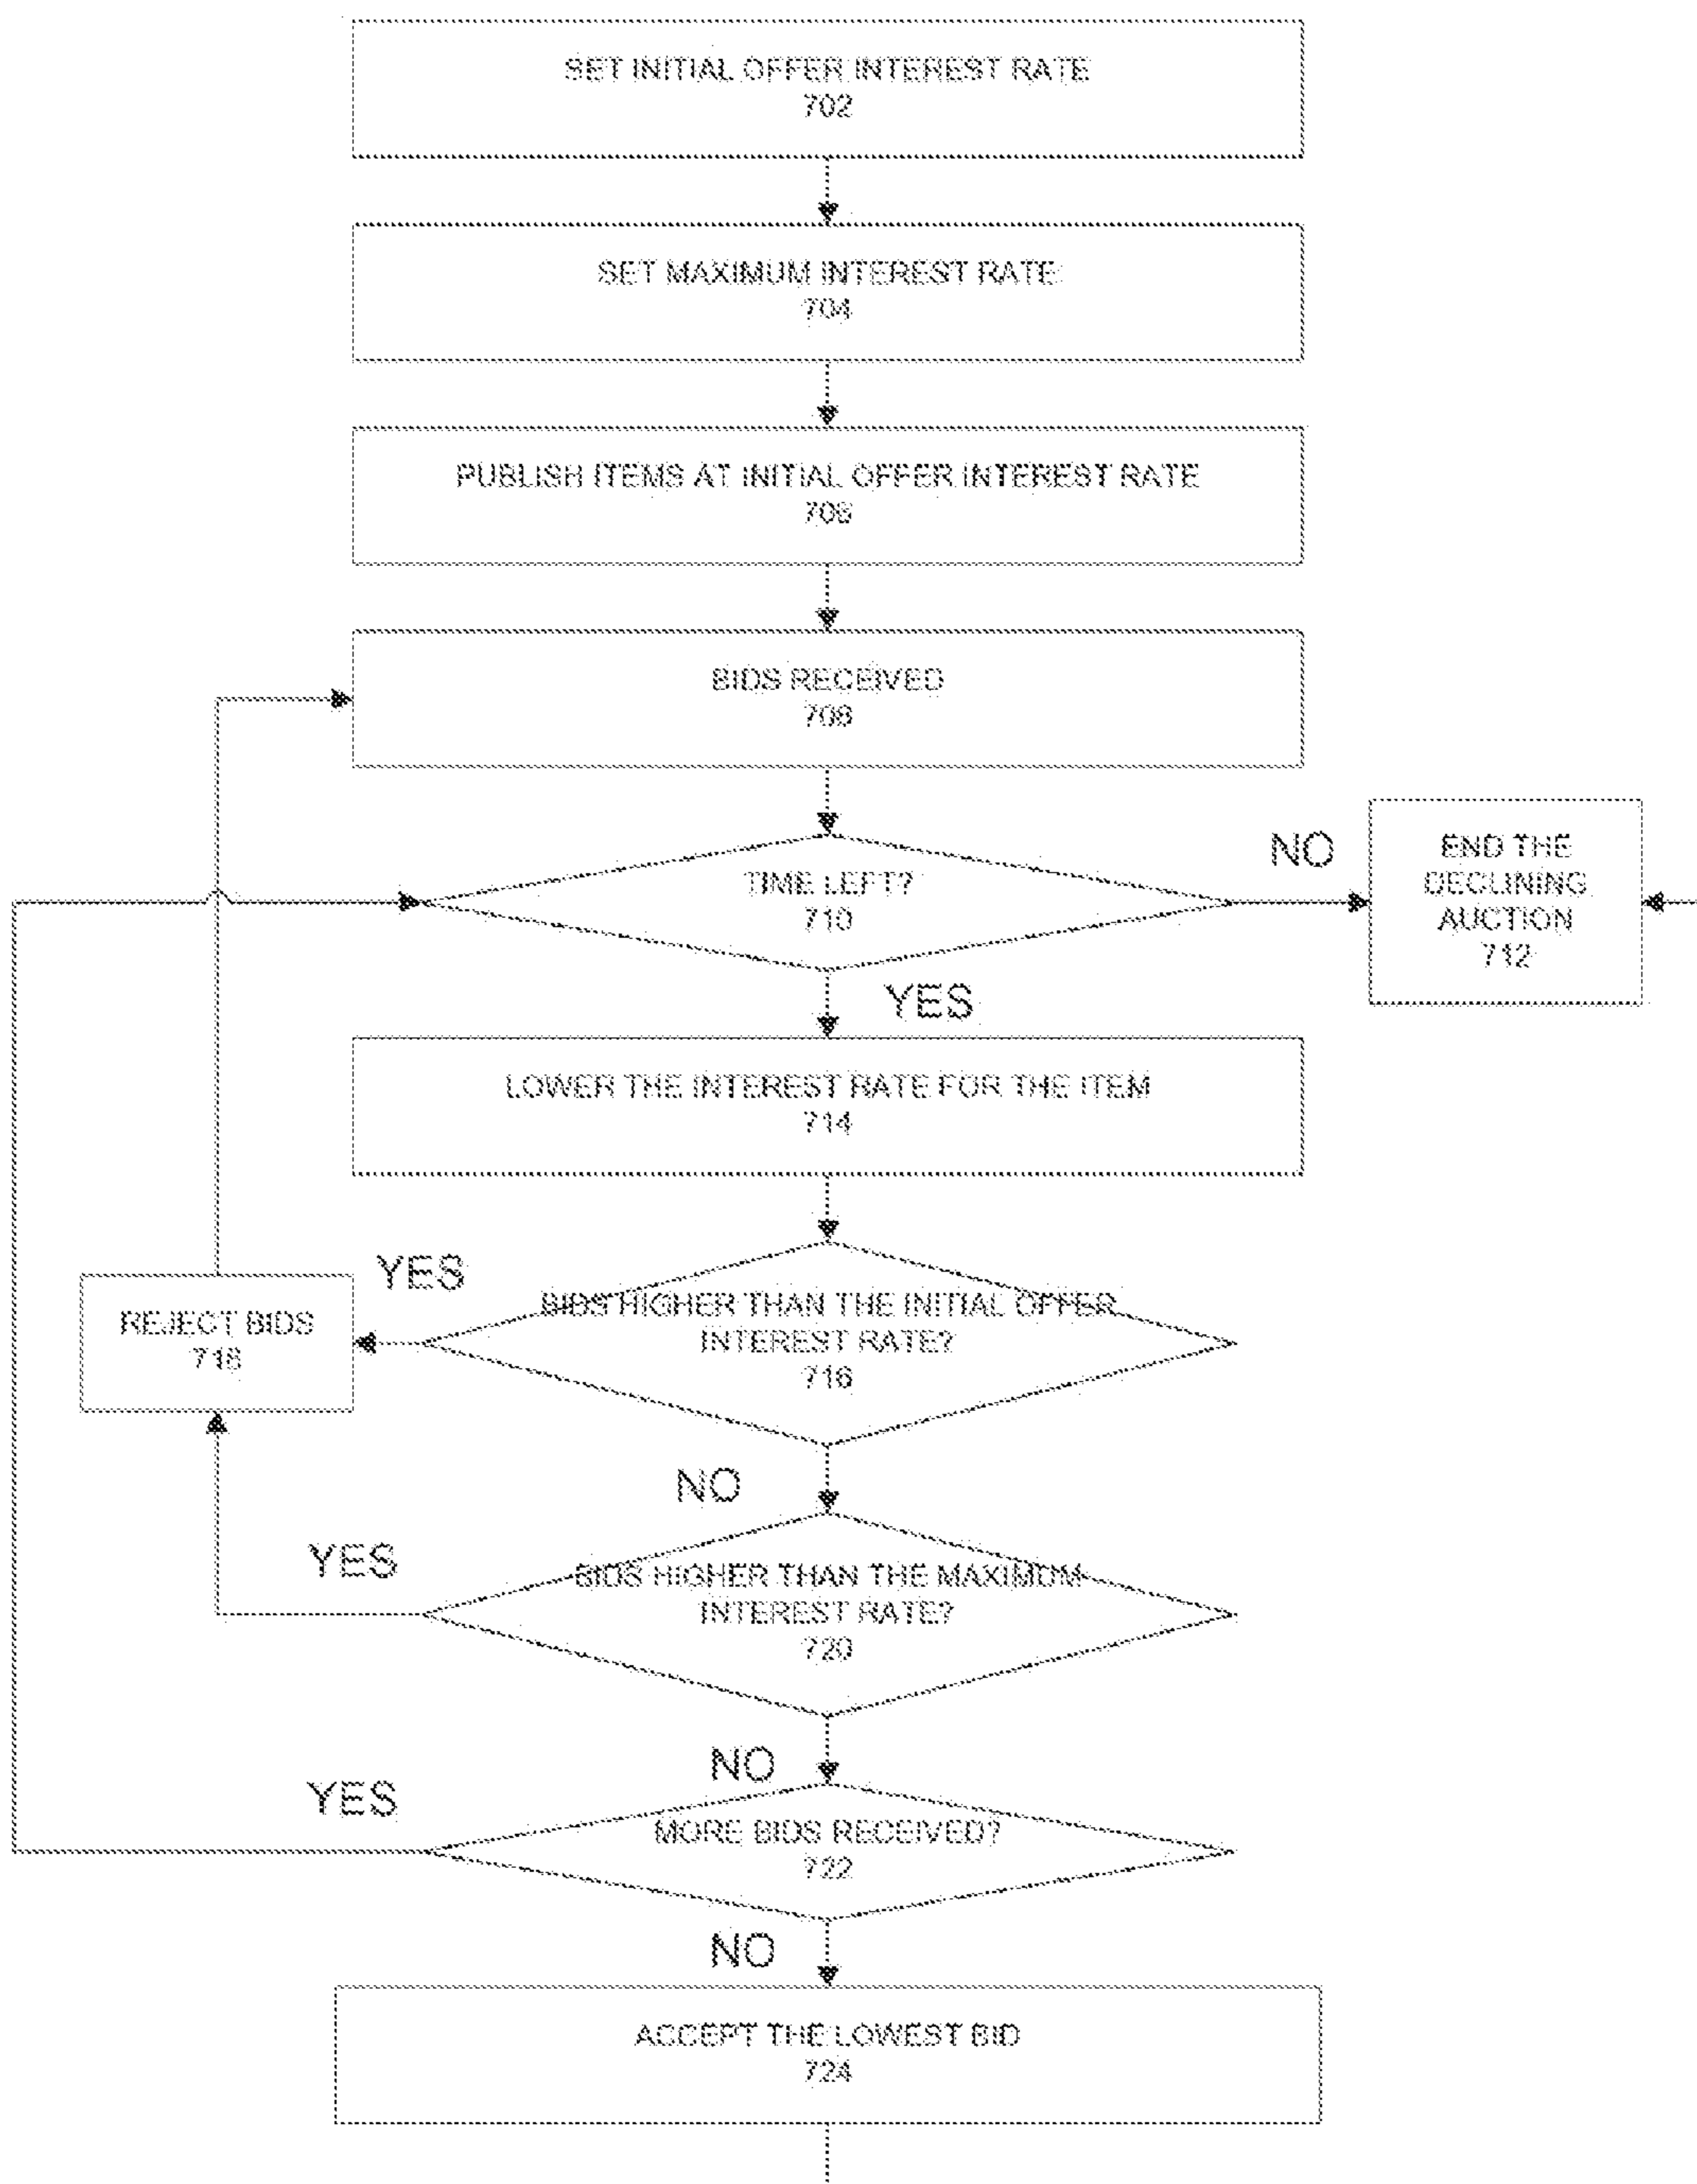 SET INITIAL OFFER INTEREST RATE
702
SET MAXIMUM INTEREST RATE
704
PUBLISH ITEMS AT INITIAL OFFER INTEREST RATE
706
BIDS RECEIVED
708
TIME LEFT?
710
NO
END THE
DECLINING
AUCTION
712
YES
LOWER THE INTEREST RATE FOR THE ITEM
714
YES
BIDS HIGHER THAN THE INITIAL OFFER
INTEREST RATE?
716
REJECT BIDS
718
NO
YES
BIDS HIGHER THAN THE MAXIMUM
INTEREST RATE?
720
NO
YES
MORE BIDS RECEIVED?
722
NO
ACCEPT THE LOWEST BID
724